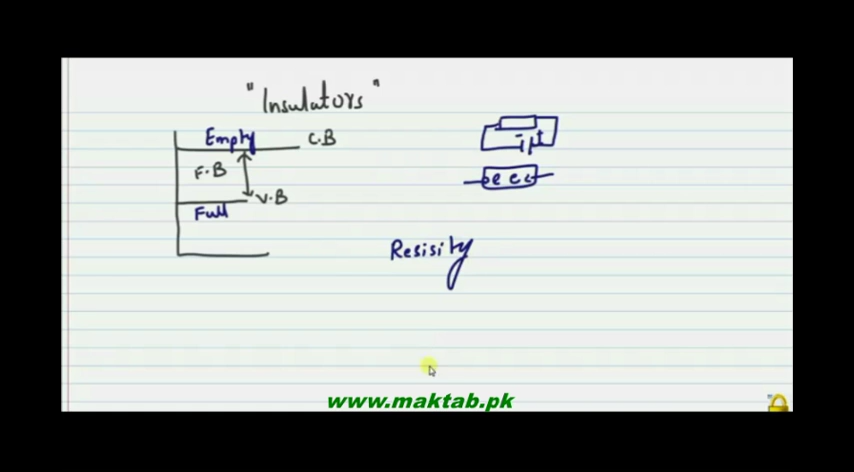 "Insulators"
Empty C.B
F.B
V.B
Full
e e e
Resisity
www.maktab.pk